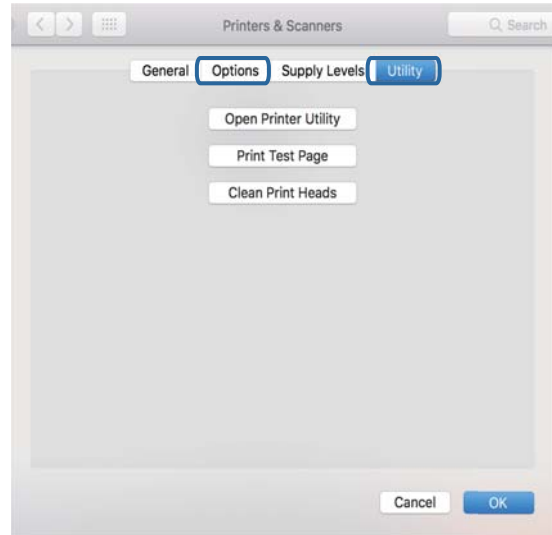 Printers & Scanners
Search
General Options Supply Levels Utility
Open Printer Utility
Print Test Page
Clean Print Heads
Cancel OK